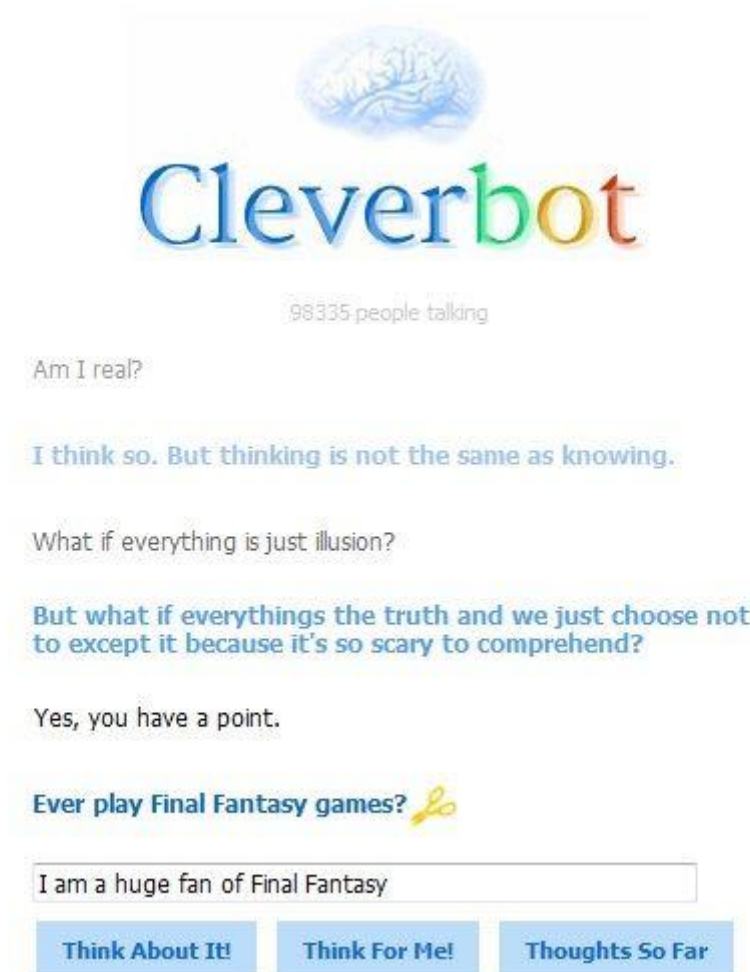 Cleverbot
98335 people talking
Am I real?
I think so. But thinking is not the same as knowing.
What if everything is just illusion?
But what if everythings the truth and we just choose not
to except it because it's so scary to comprehend?
Yes, you have a point.
Ever play Final Fantasy games?
I am a huge fan of Final Fantasy
Think About It! Think For Me! Thoughts So Far